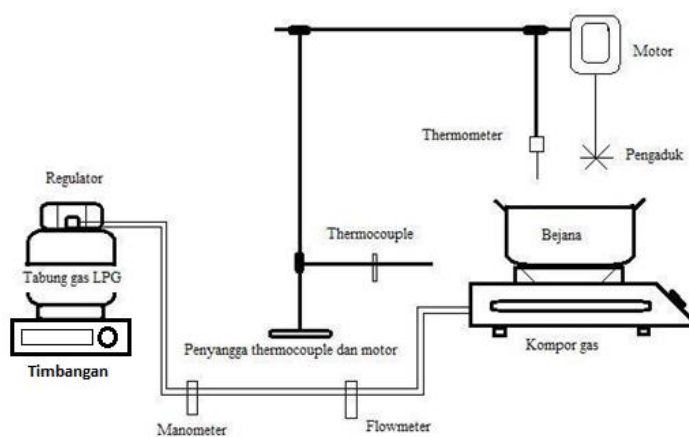 Motor
Thermometer
Pengaduk
Regulator
Thermocouple
Bejana
Tabung gas LPG
Penyangga thermocouple dan motor
Kompor gas
Timbangan
Manometer
Flowmeter